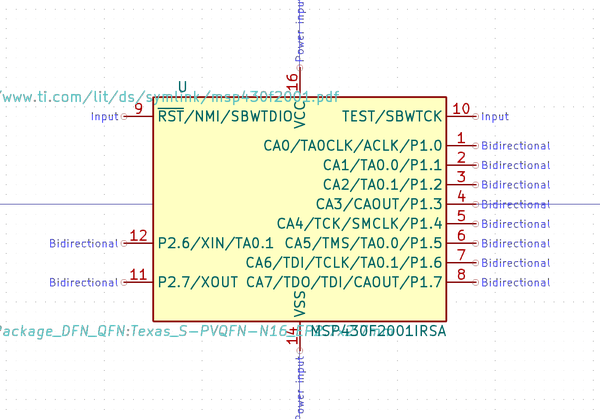 Power input
16
U
/www.ti.com/lit/ds/symlink/msp430f2001.pdf
VCC
Input 9 RST/NMI/SBWTDIO TEST/SBWTCK 10 Input
CA0/TA0CLK/ACLK/P1.0 1 Bidirectional
CA1/TA0.0/P1.1 2 Bidirectional
CA2/TA0.1/P1.2 3 Bidirectional
CA3/CAOUT/P1.3 4 Bidirectional
CA4/TCK/SMCLK/P1.4 5 Bidirectional
Bidirectional 12 P2.6/XIN/TA0.1 CA5/TMS/TA0.0/P1.5 6 Bidirectional
CA6/TDI/TCLK/TA0.1/P1.6 7 Bidirectional
Bidirectional 11 P2.7/XOUT CA7/TDO/TDI/CAOUT/P1.7 8 Bidirectional
VSS
Package_DFN_QFN:Texas_S-PVQFN-N16_
MSP430F2001IRSA
14
Power input